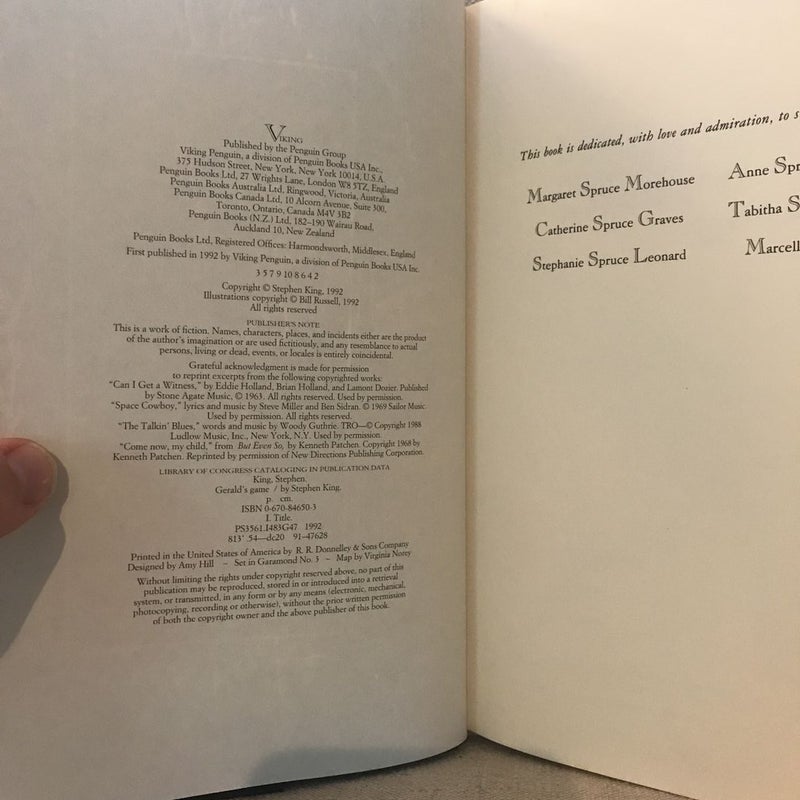 VIKING
Published by the Penguin Group
Viking Penguin, a division of Penguin Books USA Inc.,
375 Hudson Street, New York, New York 10014, U.S.A.
Penguin Books Ltd, 27 Wrights Lane, London W8 5TZ, England
Penguin Books Australia Ltd, Ringwood, Victoria, Australia
Penguin Books Canada Ltd, 10 Alcorn Avenue, Suite 300,
Toronto, Ontario, Canada M4V 3B2
Penguin Books (N.Z.) Ltd, 182–190 Wairau Road,
Auckland 10, New Zealand
Penguin Books Ltd, Registered Offices: Harmondsworth, Middlesex, England
First published in 1992 by Viking Penguin, a division of Penguin Books USA Inc.
3 5 7 9 10 8 6 4 2
Copyright © Stephen King, 1992
Illustrations copyright © Bill Russell, 1992
All rights reserved
PUBLISHER'S NOTE
This is a work of fiction. Names, characters, places, and incidents either are the product
of the author's imagination or are used fictitiously, and any resemblance to actual
persons, living or dead, events, or locales is entirely coincidental.
Grateful acknowledgment is made for permission
to reprint excerpts from the following copyrighted works:
"Can I Get a Witness," by Eddie Holland, Brian Holland, and Lamont Dozier. Published
by Stone Agate Music, © 1963. All rights reserved. Used by permission.
"Space Cowboy," lyrics and music by Steve Miller and Ben Sidran. © 1969 Sailor Music.
Used by permission. All rights reserved.
"The Talkin' Blues," words and music by Woody Guthrie. TRO—© Copyright 1988
Ludlow Music, Inc., New York, N.Y. Used by permission.
"Come now, my child," from But Even So, by Kenneth Patchen. Copyright 1968 by
Kenneth Patchen. Reprinted by permission of New Directions Publishing Corporation.
LIBRARY OF CONGRESS CATALOGING IN PUBLICATION DATA
King, Stephen.
Gerald's game / by Stephen King.
p. cm.
ISBN 0-670-84650-3
I. Title.
PS3561.I483G47 1992
813' 54—dc20 91-47628
Printed in the United States of America by R. R. Donnelley & Sons Company
Designed by Amy Hill – Set in Garamond No. 3 – Map by Virginia Norey
Without limiting the rights under copyright reserved above, no part of this
publication may be reproduced, stored in or introduced into a retrieval
system, or transmitted, in any form or by any means (electronic, mechanical,
photocopying, recording or otherwise), without the prior written permission
of both the copyright owner and the above publisher of this book.
This book is dedicated, with love and admiration, to s
Margaret Spruce Morehouse Anne Spr
Catherine Spruce Graves Tabitha S
Stephanie Spruce Leonard Marcell